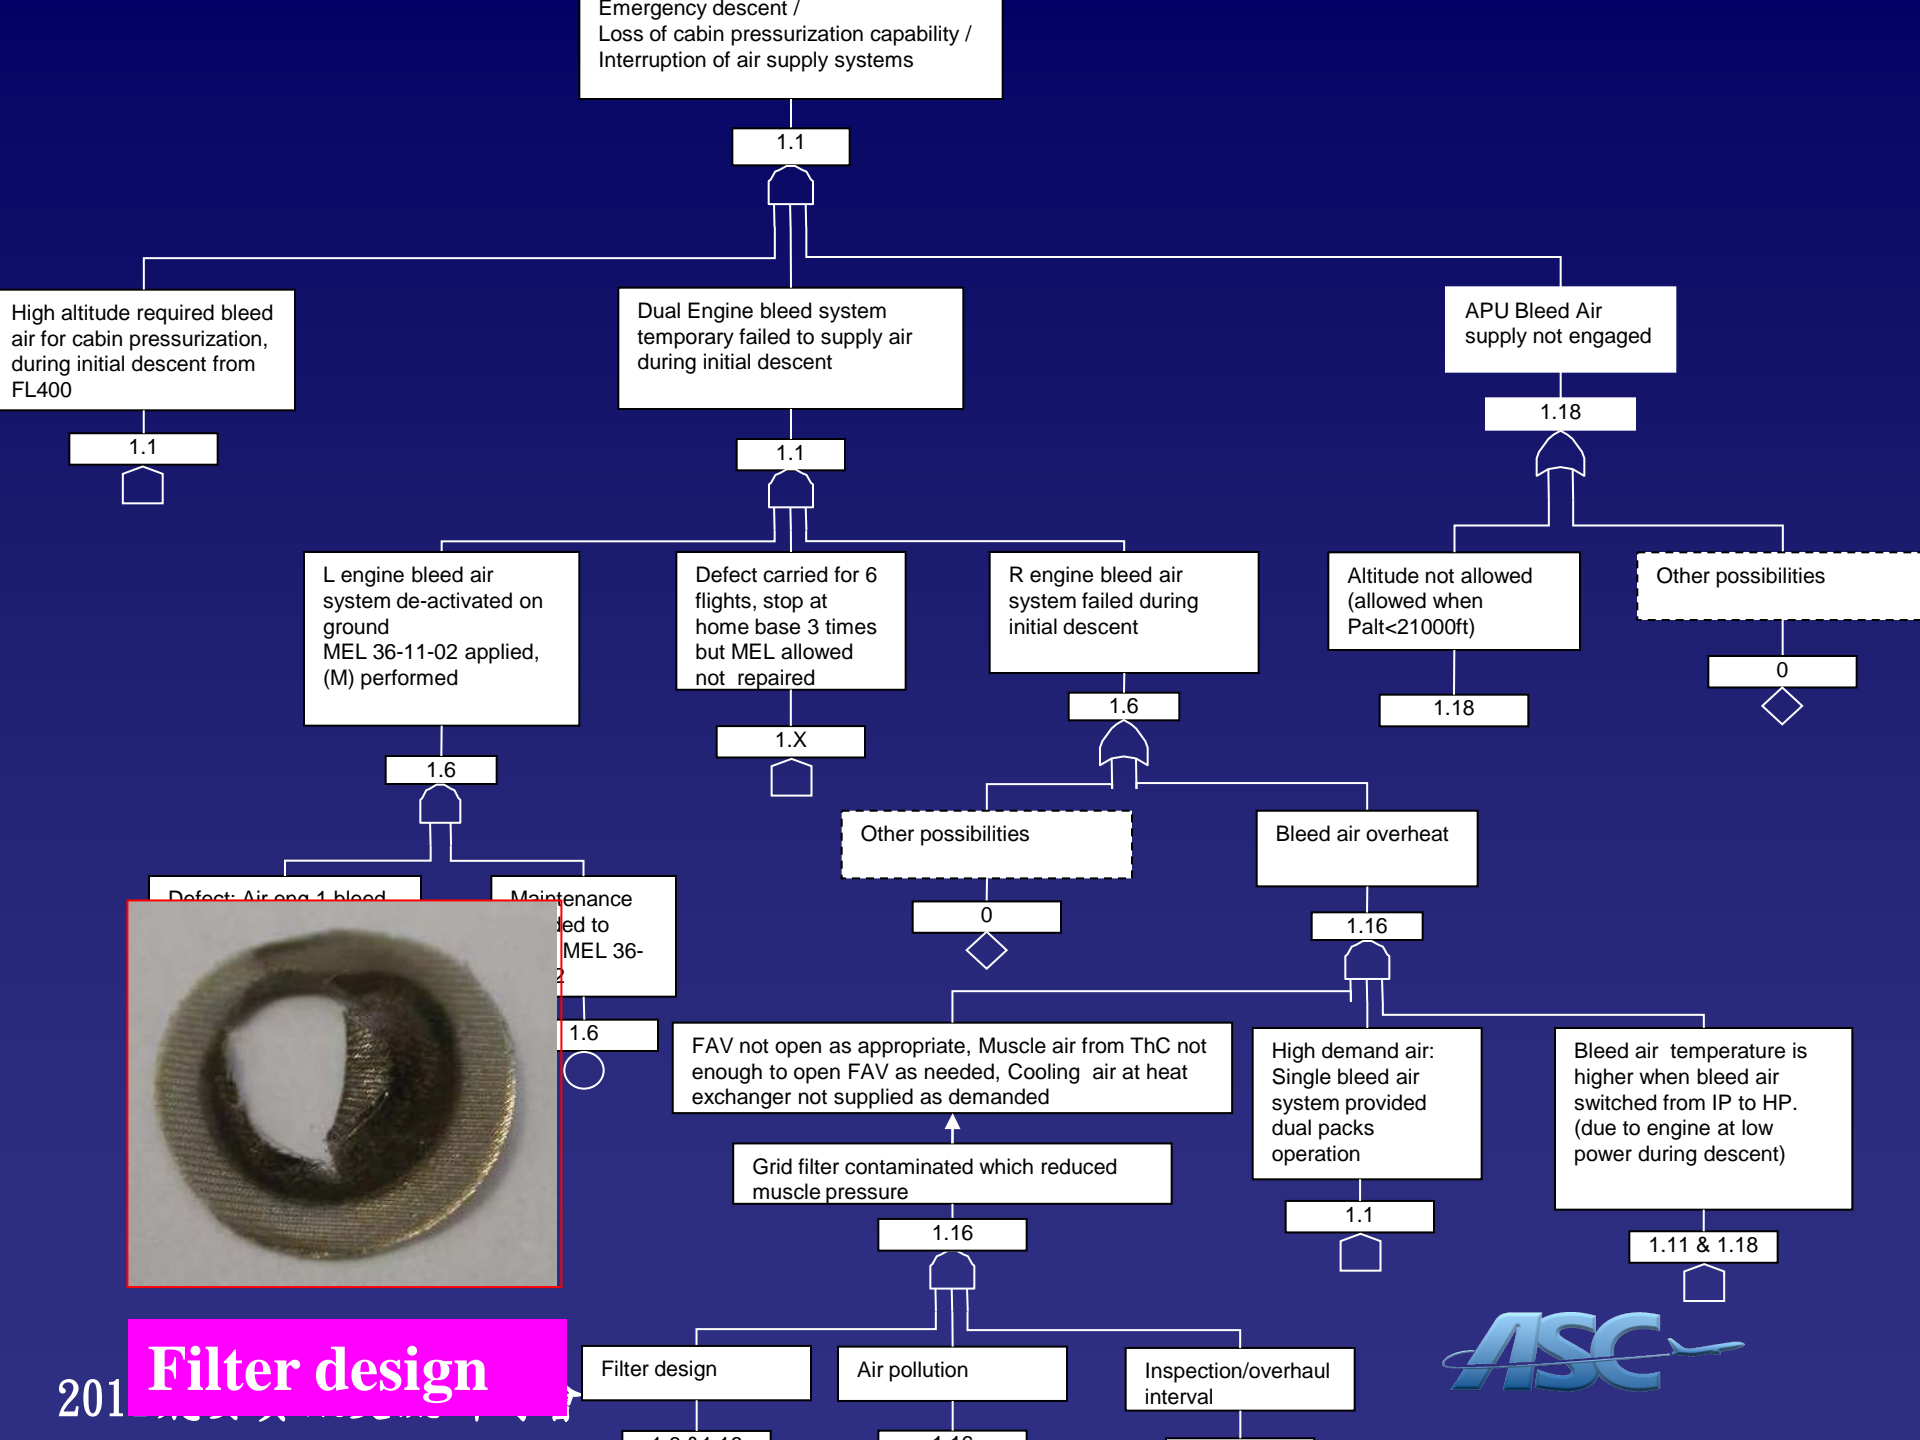 Emergency descent /
Loss of cabin pressurization capability /
Interruption of air supply systems
1.1
High altitude required bleed
air for cabin pressurization,
during initial descent from
FL400
1.1
Dual Engine bleed system
temporary failed to supply air
during initial descent
1.1
APU Bleed Air
supply not engaged
1.18
L engine bleed air
system de-activated on
ground
MEL 36-11-02 applied,
(M) performed
1.6
Defect carried for 6
flights, stop at
home base 3 times
but MEL allowed
not repaired
1.X
R engine bleed air
system failed during
initial descent
1.6
Altitude not allowed
(allowed when
Palt<21000ft)
1.18
Other possibilities
0
Other possibilities
0
Bleed air overheat
1.16
Defect: Air eng 1 bleed
Maintenance
to
MEL 36-
1.6
FAV not open as appropriate, Muscle air from ThC not
enough to open FAV as needed, Cooling air at heat
exchanger not supplied as demanded
Grid filter contaminated which reduced
muscle pressure
1.16
High demand air:
Single bleed air
system provided
dual packs
operation
1.1
Bleed air temperature is
higher when bleed air
switched from IP to HP.
(due to engine at low
power during descent)
1.11 & 1.18
Filter design
Filter design
Air pollution
Inspection/overhaul
interval
ASC
201